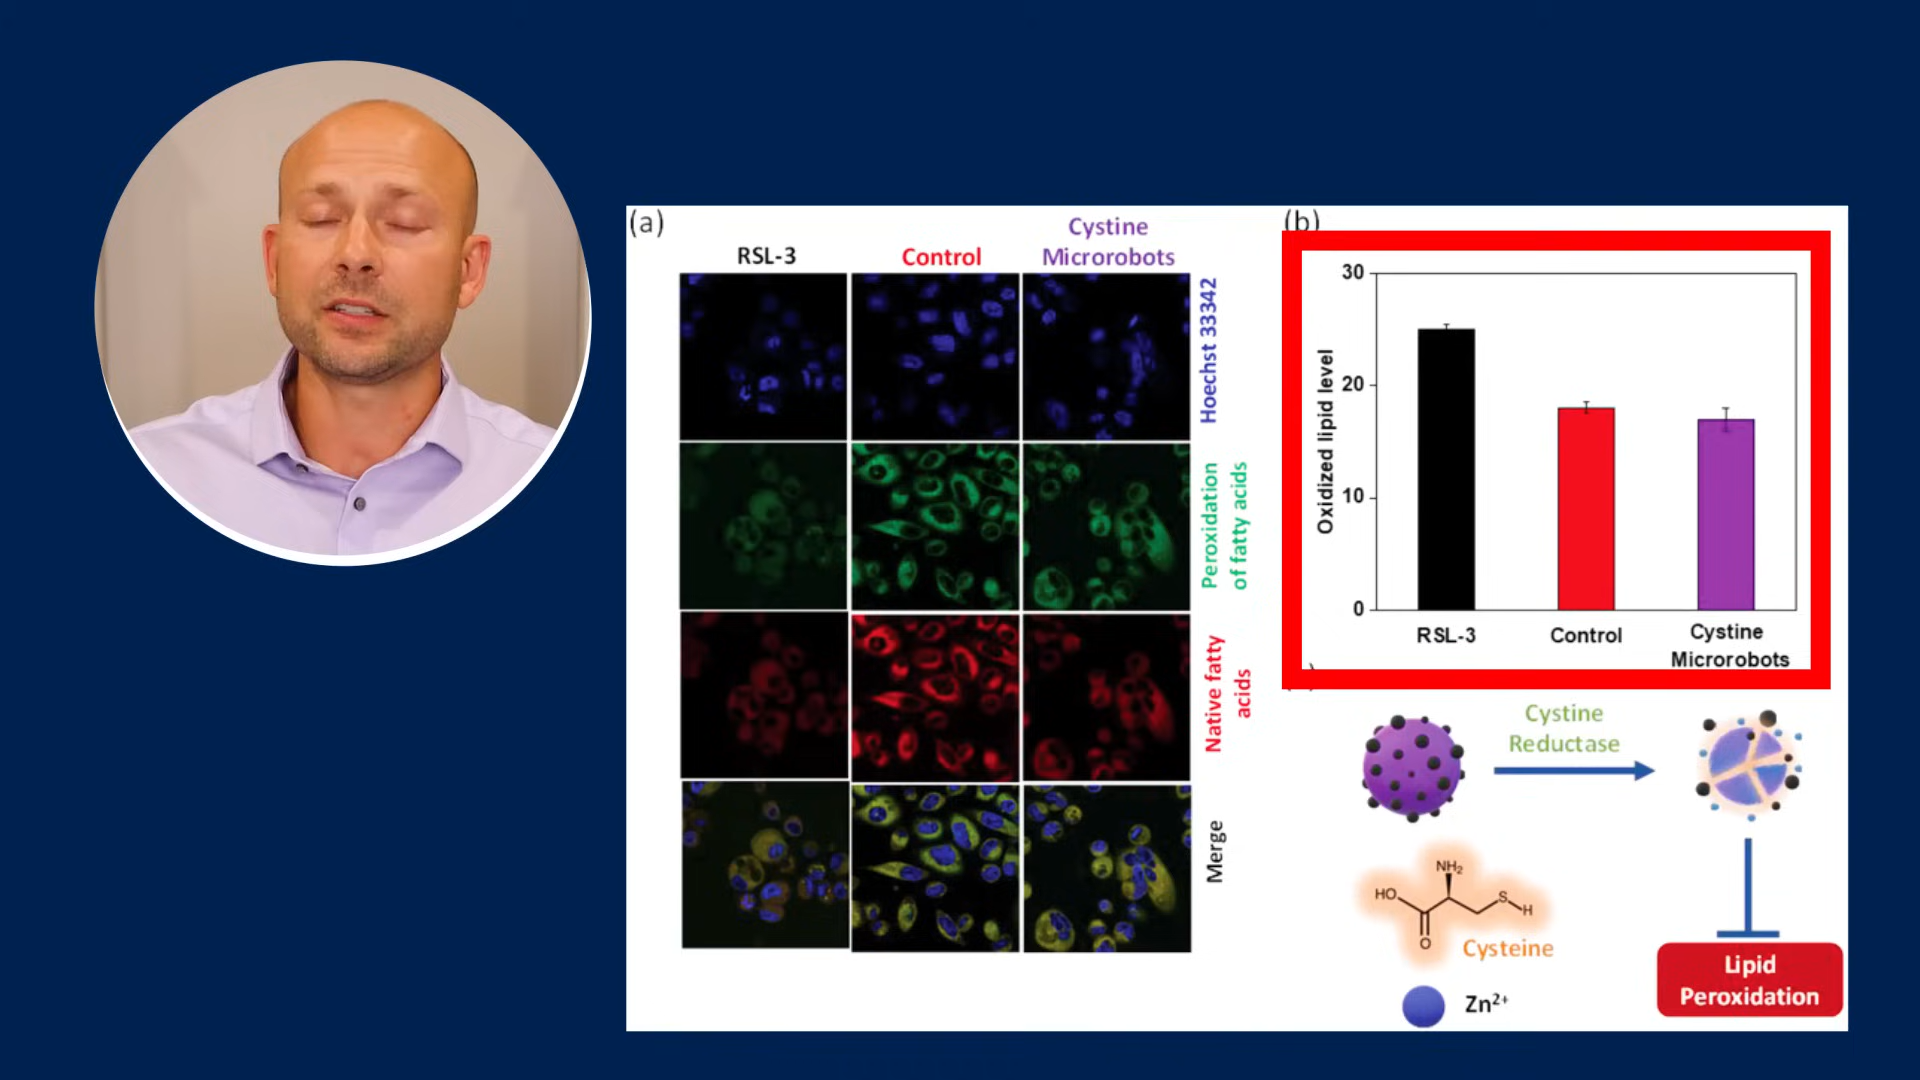 (a)
RSL-3
Control
Cystine
Microrobots
Hoechst 33342
Peroxidation
of fatty acids
Native fatty
acids
Merge
(b)
30
20
10
0
Oxidized lipid level
RSL-3
Control
Cystine
Microrobots
Cystine
Reductase
NH₂
HO
S
H
O
Cysteine
Zn²⁺
Lipid
Peroxidation